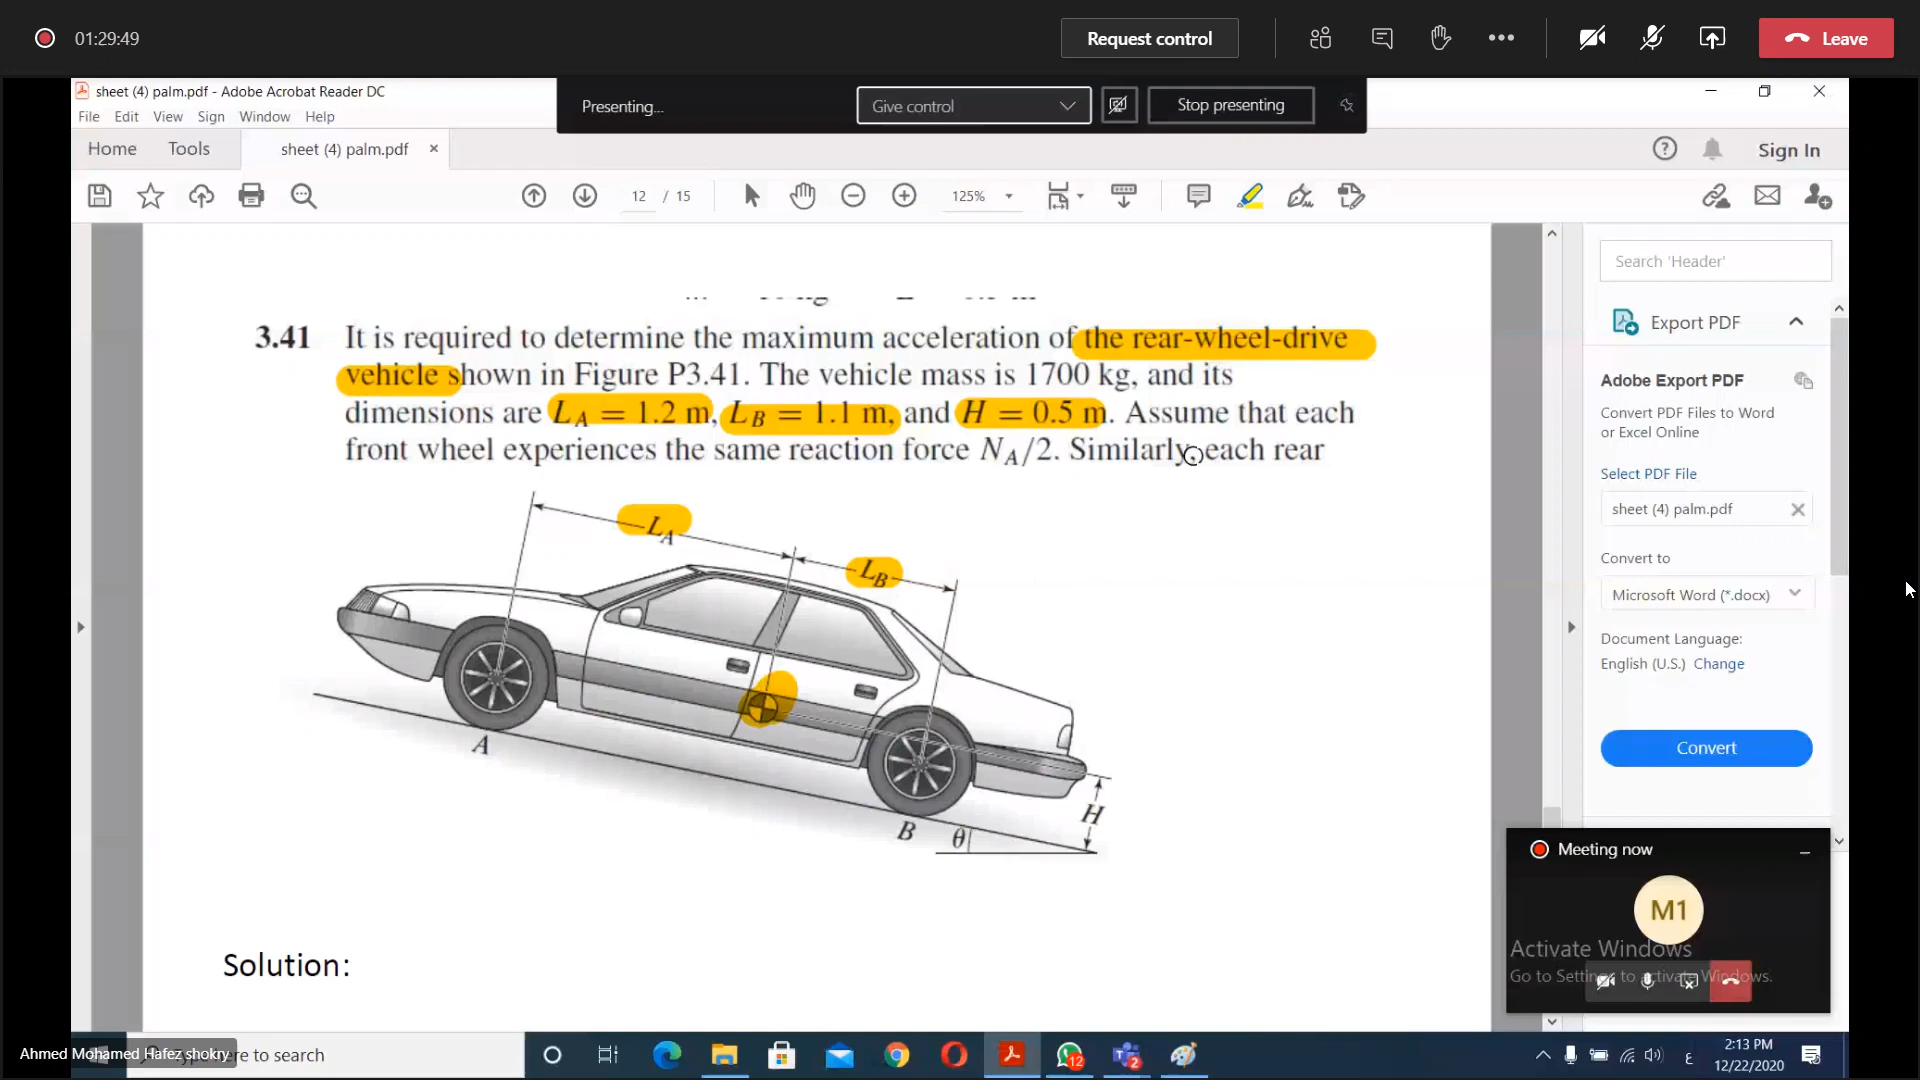 01:29:49
Request control
Leave
sheet (4) palm.pdf - Adobe Acrobat Reader DC
Presenting...
Give control
Stop presenting
File Edit View Sign Window Help
Home Tools sheet (4) palm.pdf
Sign In
12 / 15
125%
3.41 It is required to determine the maximum acceleration of the rear-wheel-drive
vehicle shown in Figure P3.41. The vehicle mass is 1700 kg, and its
dimensions are L_A = 1.2 m, L_B = 1.1 m, and H = 0.5 m. Assume that each
front wheel experiences the same reaction force N_A/2. Similarly, each rear
L_A
L_B
A
B
θ
H
Solution:
Search 'Header'
Export PDF
Adobe Export PDF
Convert PDF Files to Word
or Excel Online
Select PDF File
sheet (4) palm.pdf
Convert to
Microsoft Word (*.docx)
Document Language:
English (U.S.) Change
Convert
Meeting now
M1
Activate Windows
Go to Settings to activate Windows.
Ahmed Mohamed Hafez shokry
here to search
12
2
ع
2:13 PM
12/22/2020